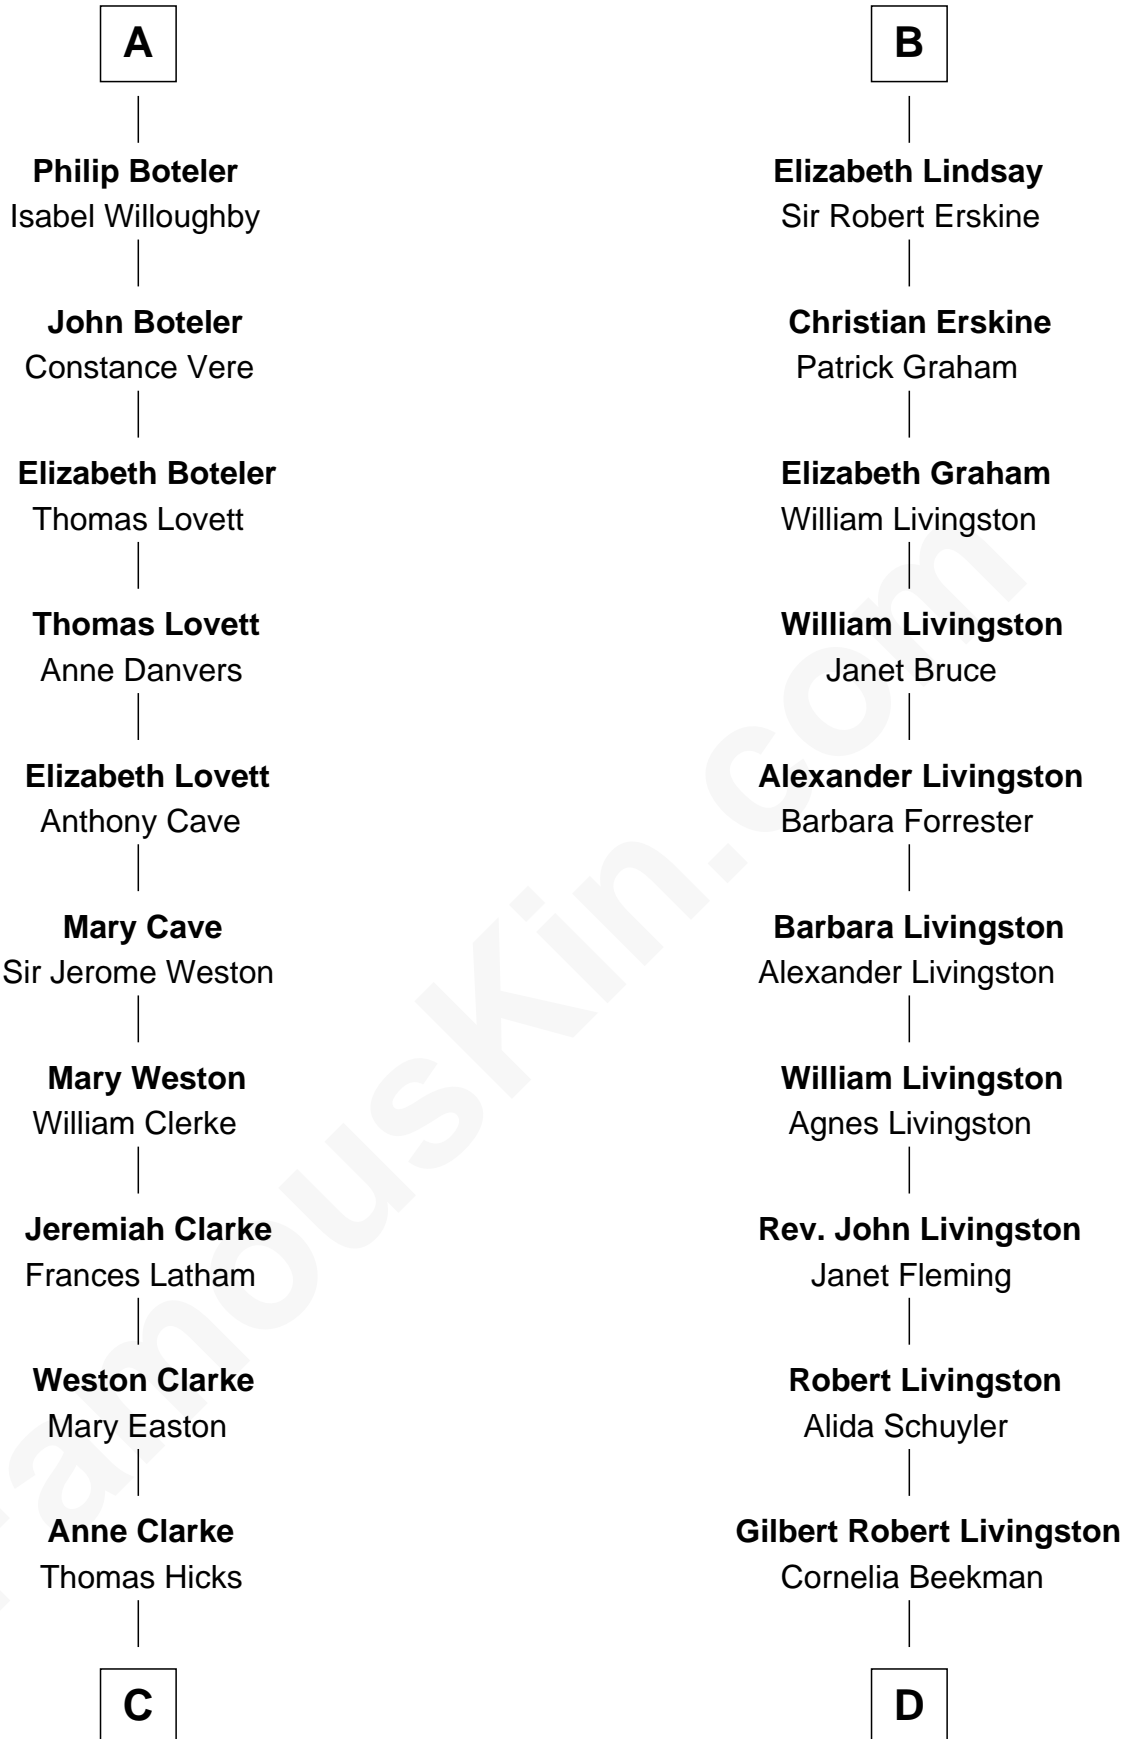 A
Philip Boteler
Isabel Willoughby
John Boteler
Constance Vere
Elizabeth Boteler
Thomas Lovett
Thomas Lovett
Anne Danvers
Elizabeth Lovett
Anthony Cave
Mary Cave
Sir Jerome Weston
Mary Weston
William Clerke
Jeremiah Clarke
Frances Latham
Weston Clarke
Mary Easton
Anne Clarke
Thomas Hicks
C
B
Elizabeth Lindsay
Sir Robert Erskine
Christian Erskine
Patrick Graham
Elizabeth Graham
William Livingston
William Livingston
Janet Bruce
Alexander Livingston
Barbara Forrester
Barbara Livingston
Alexander Livingston
William Livingston
Agnes Livingston
Rev. John Livingston
Janet Fleming
Robert Livingston
Alida Schuyler
Gilbert Robert Livingston
Cornelia Beekman
D
FamousKin.com